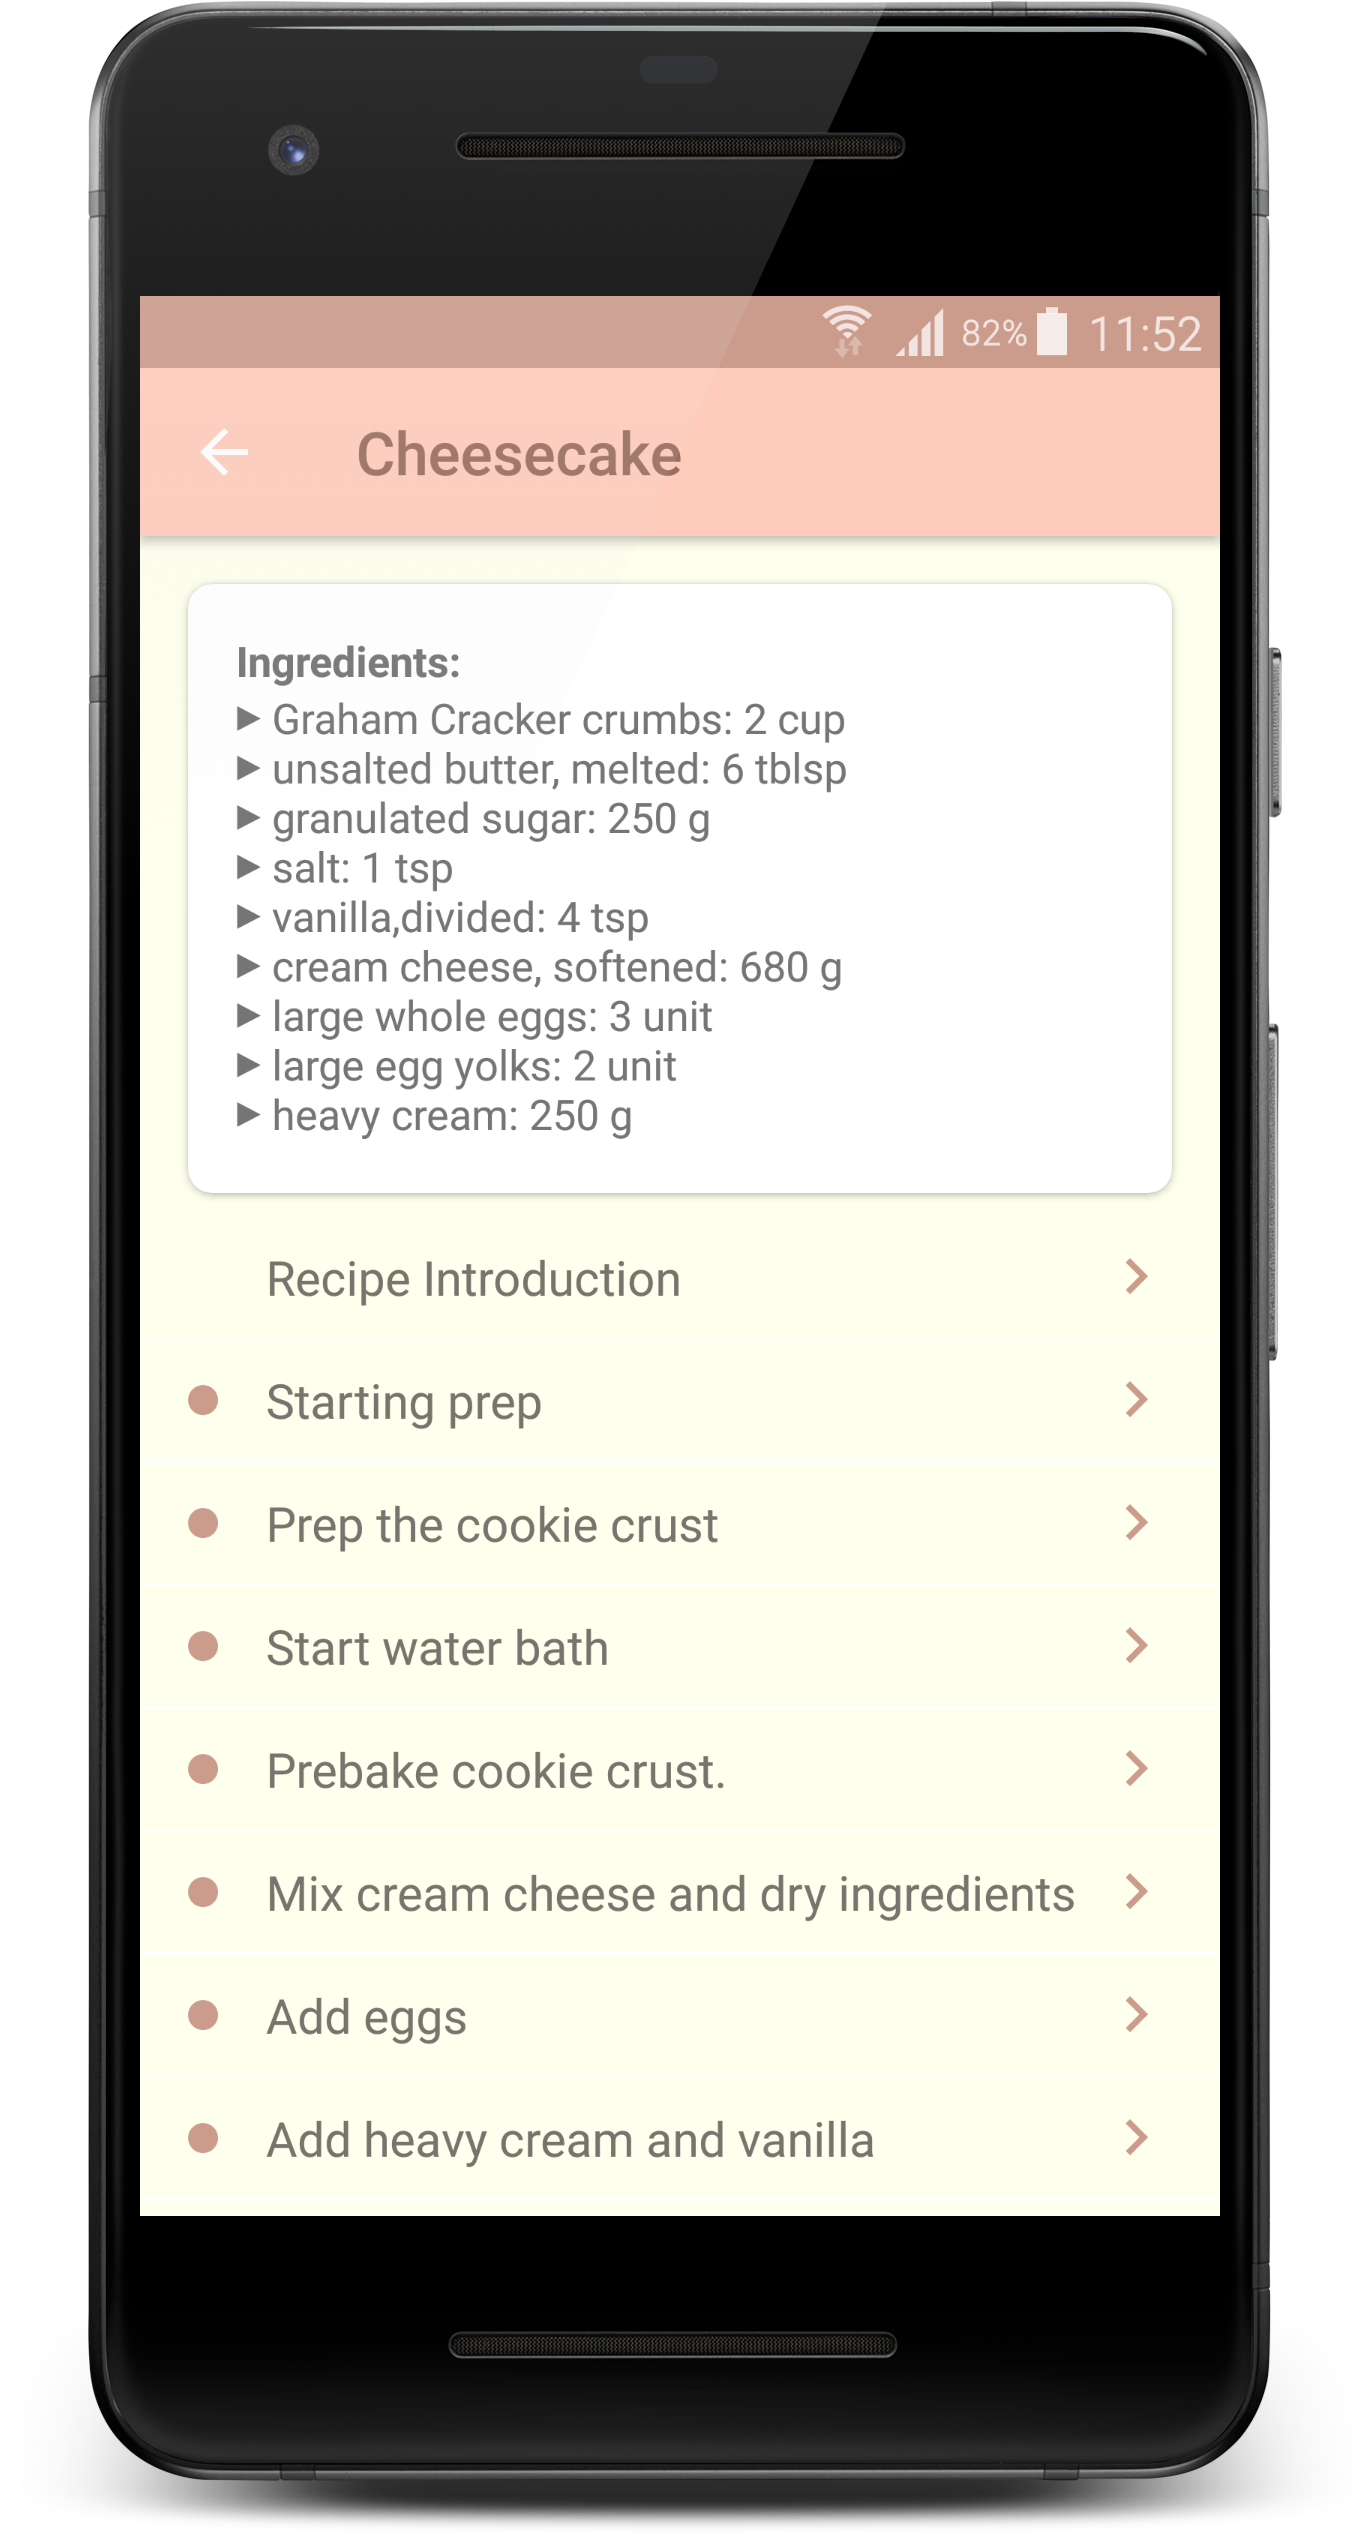 82% 11:52
Cheesecake
Ingredients:
▶ Graham Cracker crumbs: 2 cup
▶ unsalted butter, melted: 6 tblsp
▶ granulated sugar: 250 g
▶ salt: 1 tsp
▶ vanilla,divided: 4 tsp
▶ cream cheese, softened: 680 g
▶ large whole eggs: 3 unit
▶ large egg yolks: 2 unit
▶ heavy cream: 250 g
Recipe Introduction
Starting prep
Prep the cookie crust
Start water bath
Prebake cookie crust.
Mix cream cheese and dry ingredients
Add eggs
Add heavy cream and vanilla